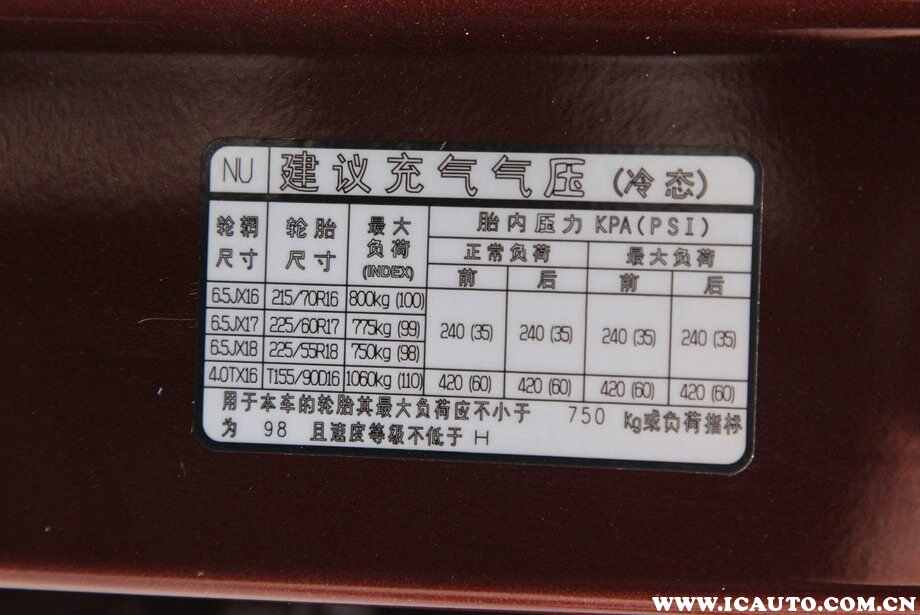 NU 建议充气气压(冷态)
轮辋尺寸 轮胎尺寸 最大负荷(INDEX) 胎内压力 KPA(PSI)
正常负荷 最大负荷
前 后 前 后
6.5JX16 215/70R16 800kg (100)
6.5JX17 225/60R17 775kg (99) 240 (35) 240 (35) 240 (35) 240 (35)
6.5JX18 225/55R18 750kg (98)
4.0TX16 T155/90D16 1060kg (110) 420 (60) 420 (60) 420 (60) 420 (60)
用于本车的轮胎其最大负荷应不小于 750 Kg或负荷指标
为 98 且速度等级不低于 H
WWW.ICAUTO.COM.CN